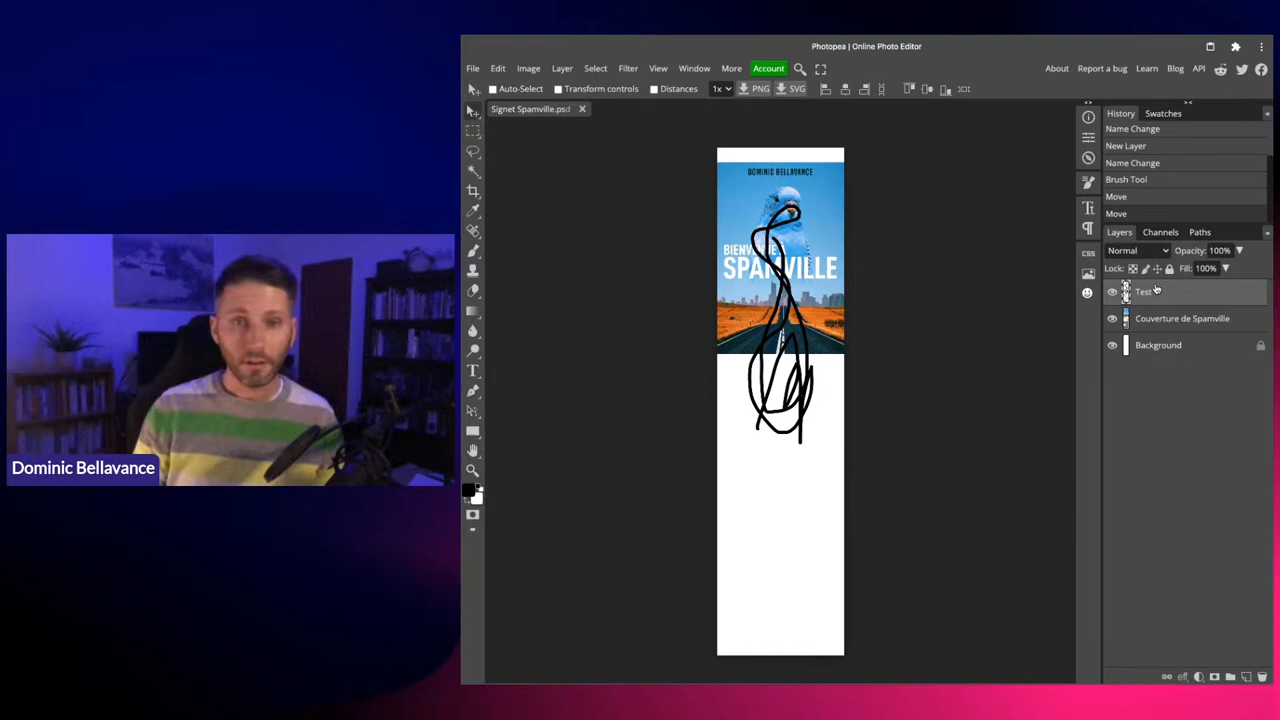 Photopea | Online Photo Editor
File Edit Image Layer Select Filter View Window More Account
About Report a bug Learn Blog API
Auto-Select Transform controls Distances 1x PNG SVG
Signet Spamville.psd
History Swatches
Name Change
New Layer
Name Change
Brush Tool
Move
Move
Layers Channels Paths
Normal Opacity: 100%
Lock: Fill: 100%
Test
Couverture de Spamville
Background
CSS
DOMINIC BELLAVANCE
SPAMVILLE
Dominic Bellavance